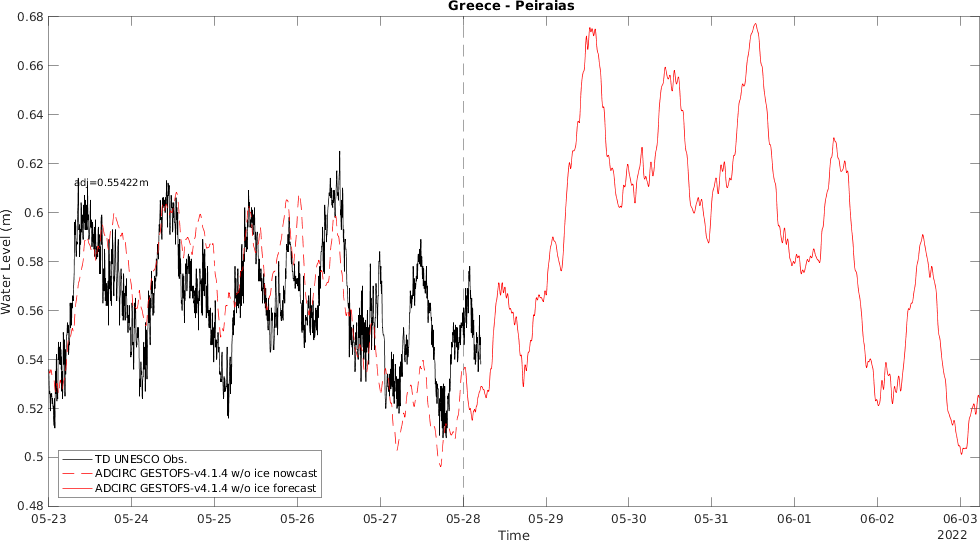 Greece - Peiraias
0.68
0.66
0.64
0.62
0.6
0.58
0.56
0.54
0.52
0.5
0.48
Water Level (m)
adj=0.55422m
TD UNESCO Obs.
ADCIRC GESTOFS-v4.1.4 w/o ice nowcast
ADCIRC GESTOFS-v4.1.4 w/o ice forecast
05-23 05-24 05-25 05-26 05-27 05-28 05-29 05-30 05-31 06-01 06-02 06-03
Time
2022